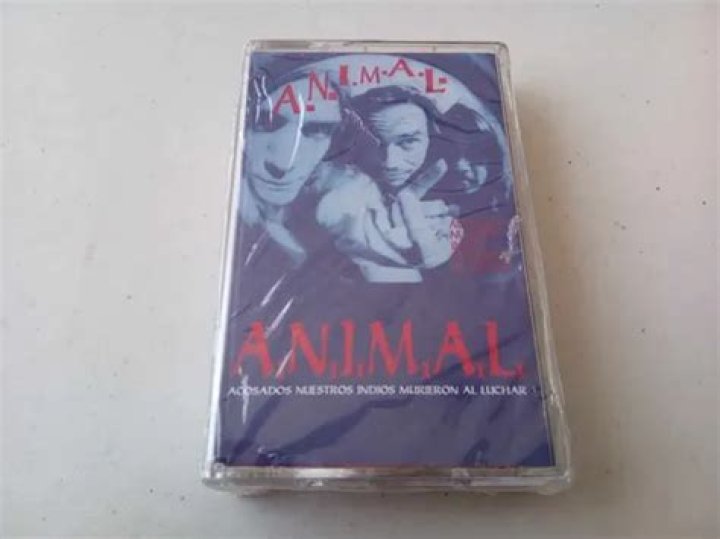 A.N.I.M.A.L.
A.N.I.M.A.L.
ACOSADOS NUESTROS INDIOS MURIERON AL LUCHAR